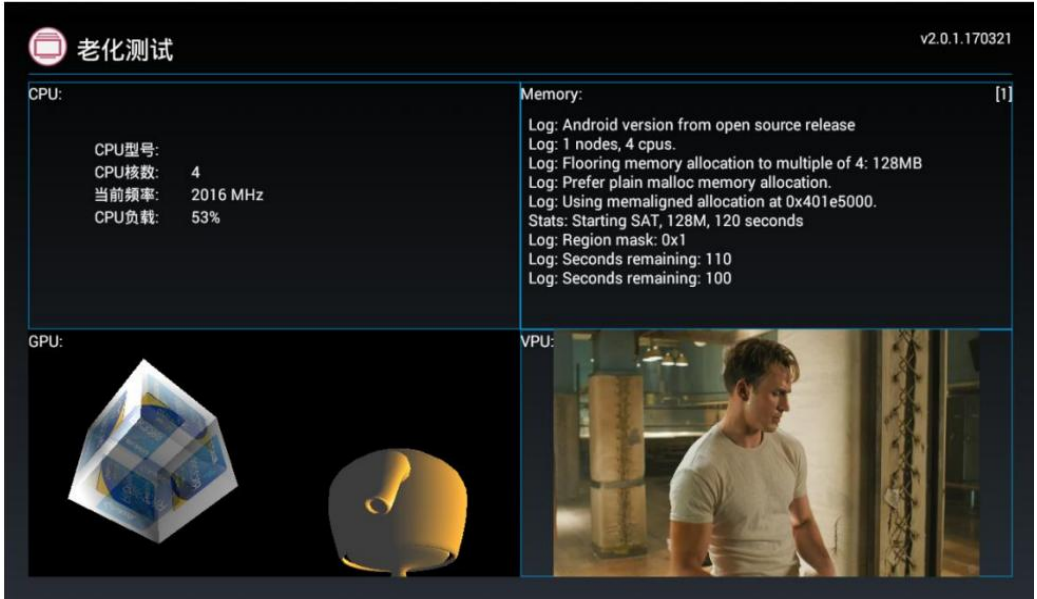 老化测试
v2.0.1.170321
CPU:
CPU型号:
CPU核数: 4
当前频率: 2016 MHz
CPU负载: 53%
Memory:
[1]
Log: Android version from open source release
Log: 1 nodes, 4 cpus.
Log: Flooring memory allocation to multiple of 4: 128MB
Log: Prefer plain malloc memory allocation.
Log: Using memaligned allocation at 0x401e5000.
Stats: Starting SAT, 128M, 120 seconds
Log: Region mask: 0x1
Log: Seconds remaining: 110
Log: Seconds remaining: 100
GPU:
VPU: